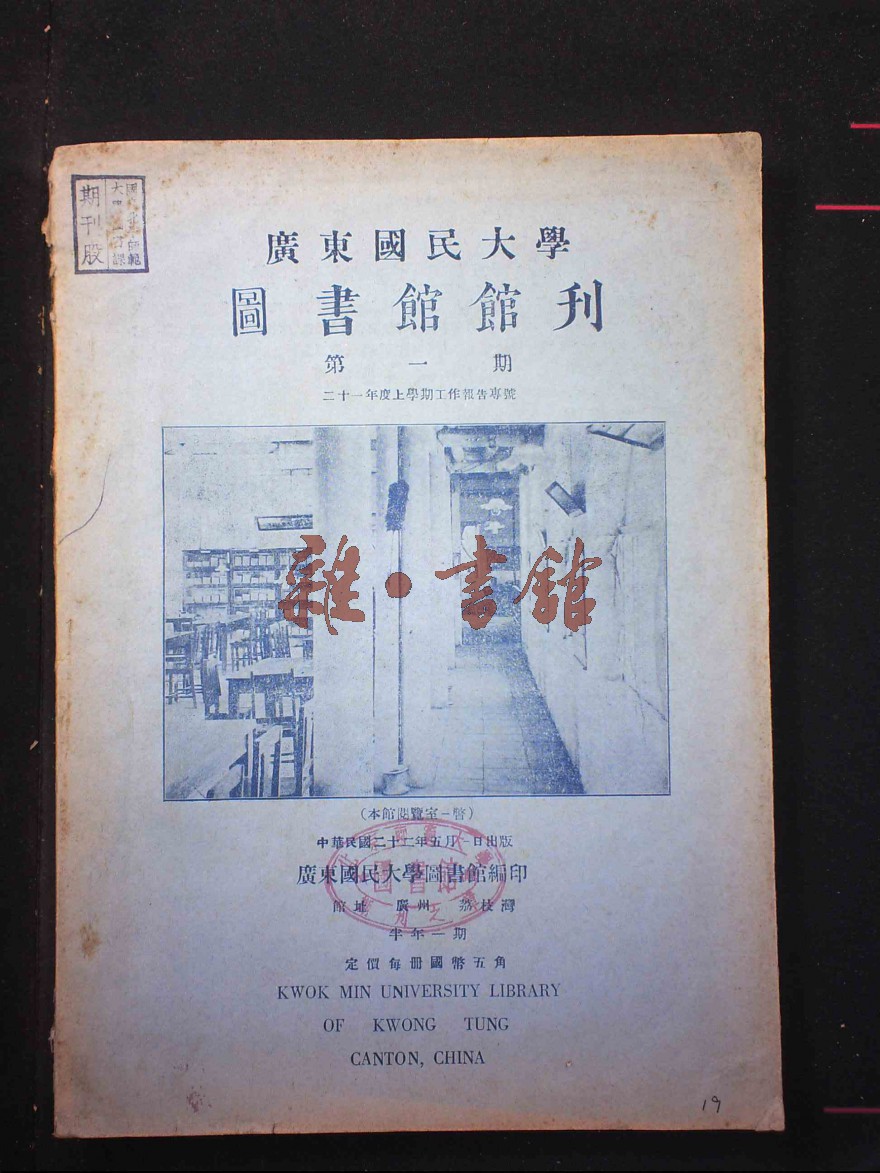 期刊股
廣東國民大學
圖書館館刊
第一期
二十一年度上學期工作報告專號
雜·書館
(本館閱覽室一瞥)
中華民國二十二年五月一日出版
廣東國民大學圖書館編印
圖書館
館址 廣州 荔枝灣
半年一期
定價每冊國幣五角
KWOK MIN UNIVERSITY LIBRARY
OF KWONG TUNG
CANTON, CHINA
19